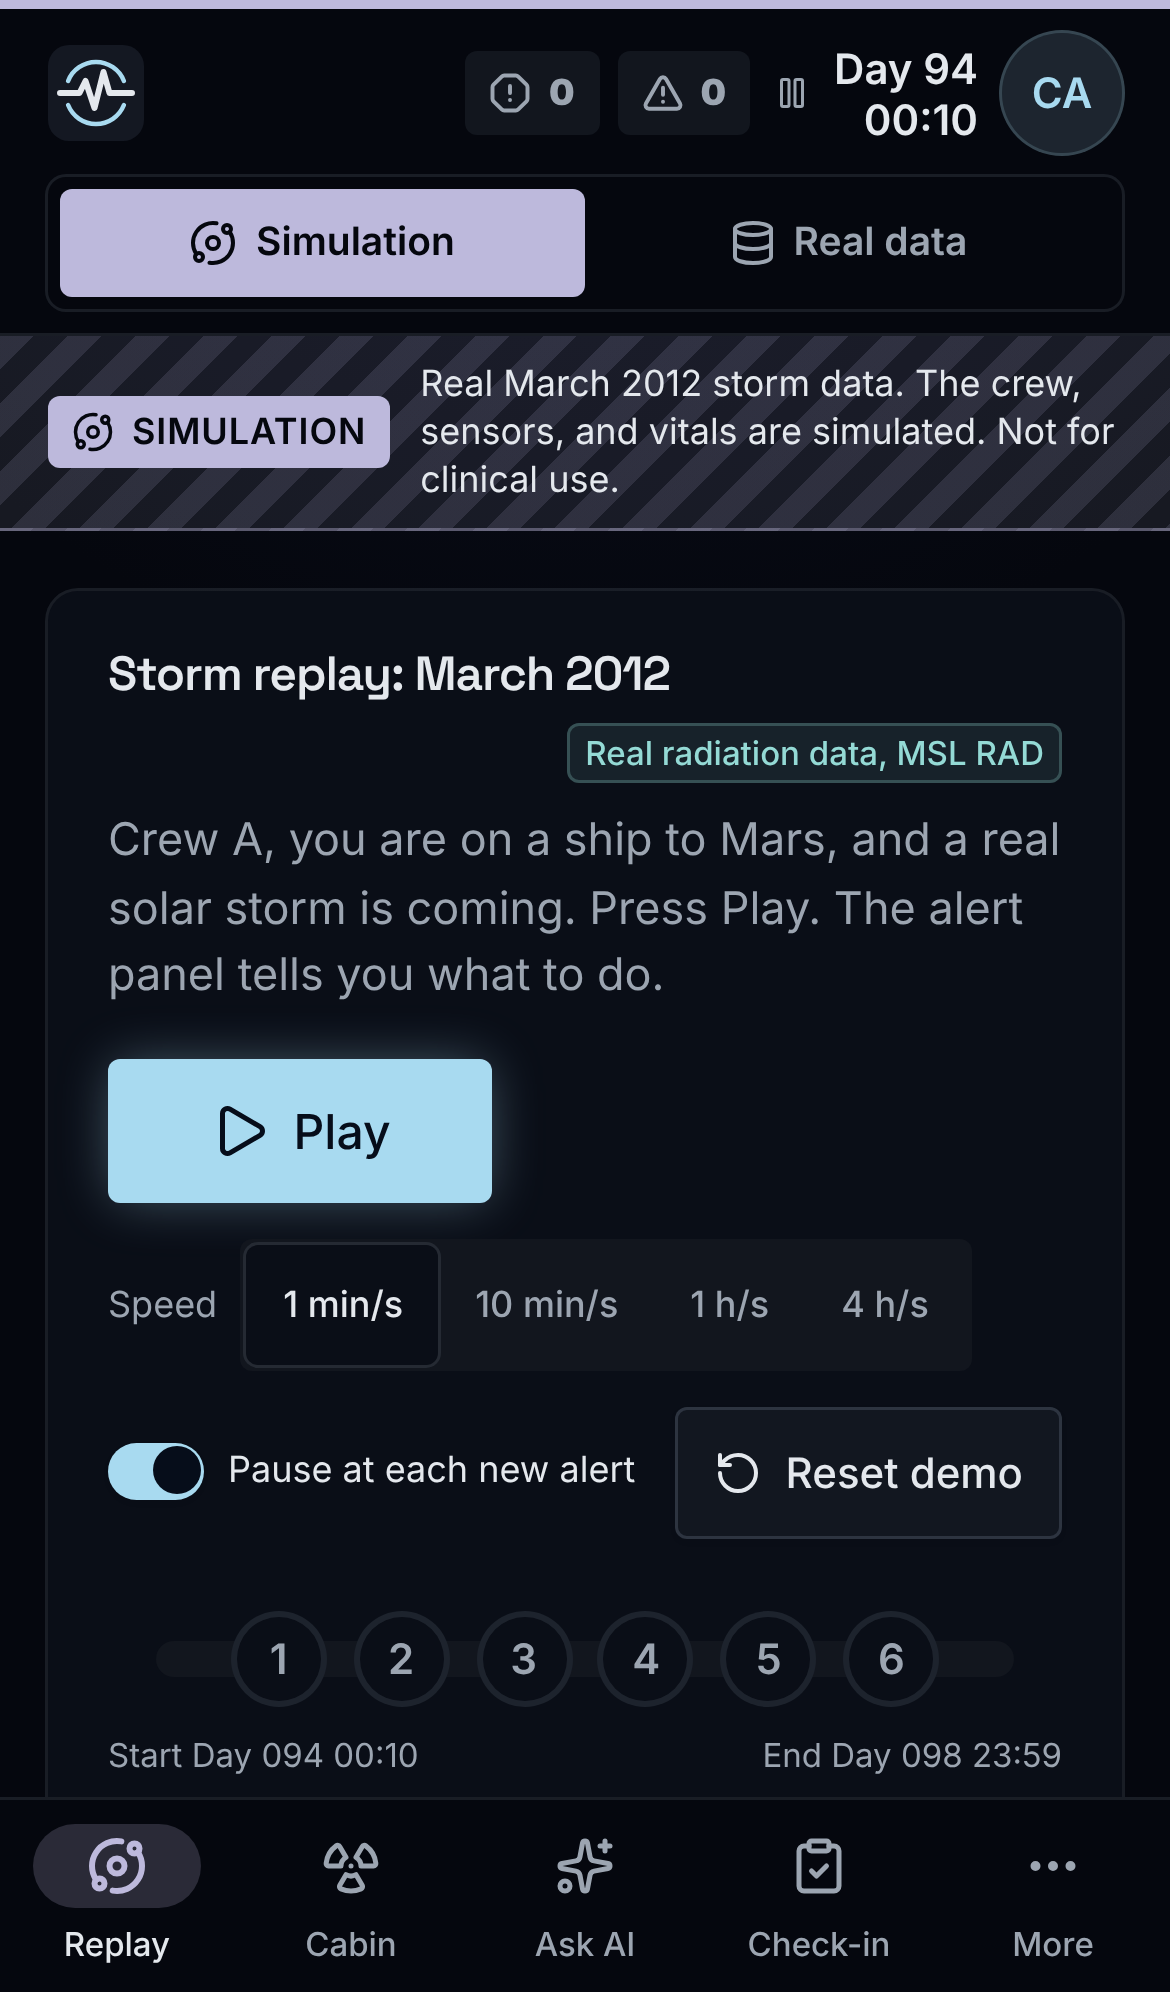 0
0
Day 94
00:10
CA
Simulation
Real data
SIMULATION
Real March 2012 storm data. The crew,
sensors, and vitals are simulated. Not for
clinical use.
Storm replay: March 2012
Real radiation data, MSL RAD
Crew A, you are on a ship to Mars, and a real
solar storm is coming. Press Play. The alert
panel tells you what to do.
Play
Speed
1 min/s
10 min/s
1 h/s
4 h/s
Pause at each new alert
Reset demo
1
2
3
4
5
6
Start Day 094 00:10
End Day 098 23:59
Replay
Cabin
Ask AI
Check-in
More